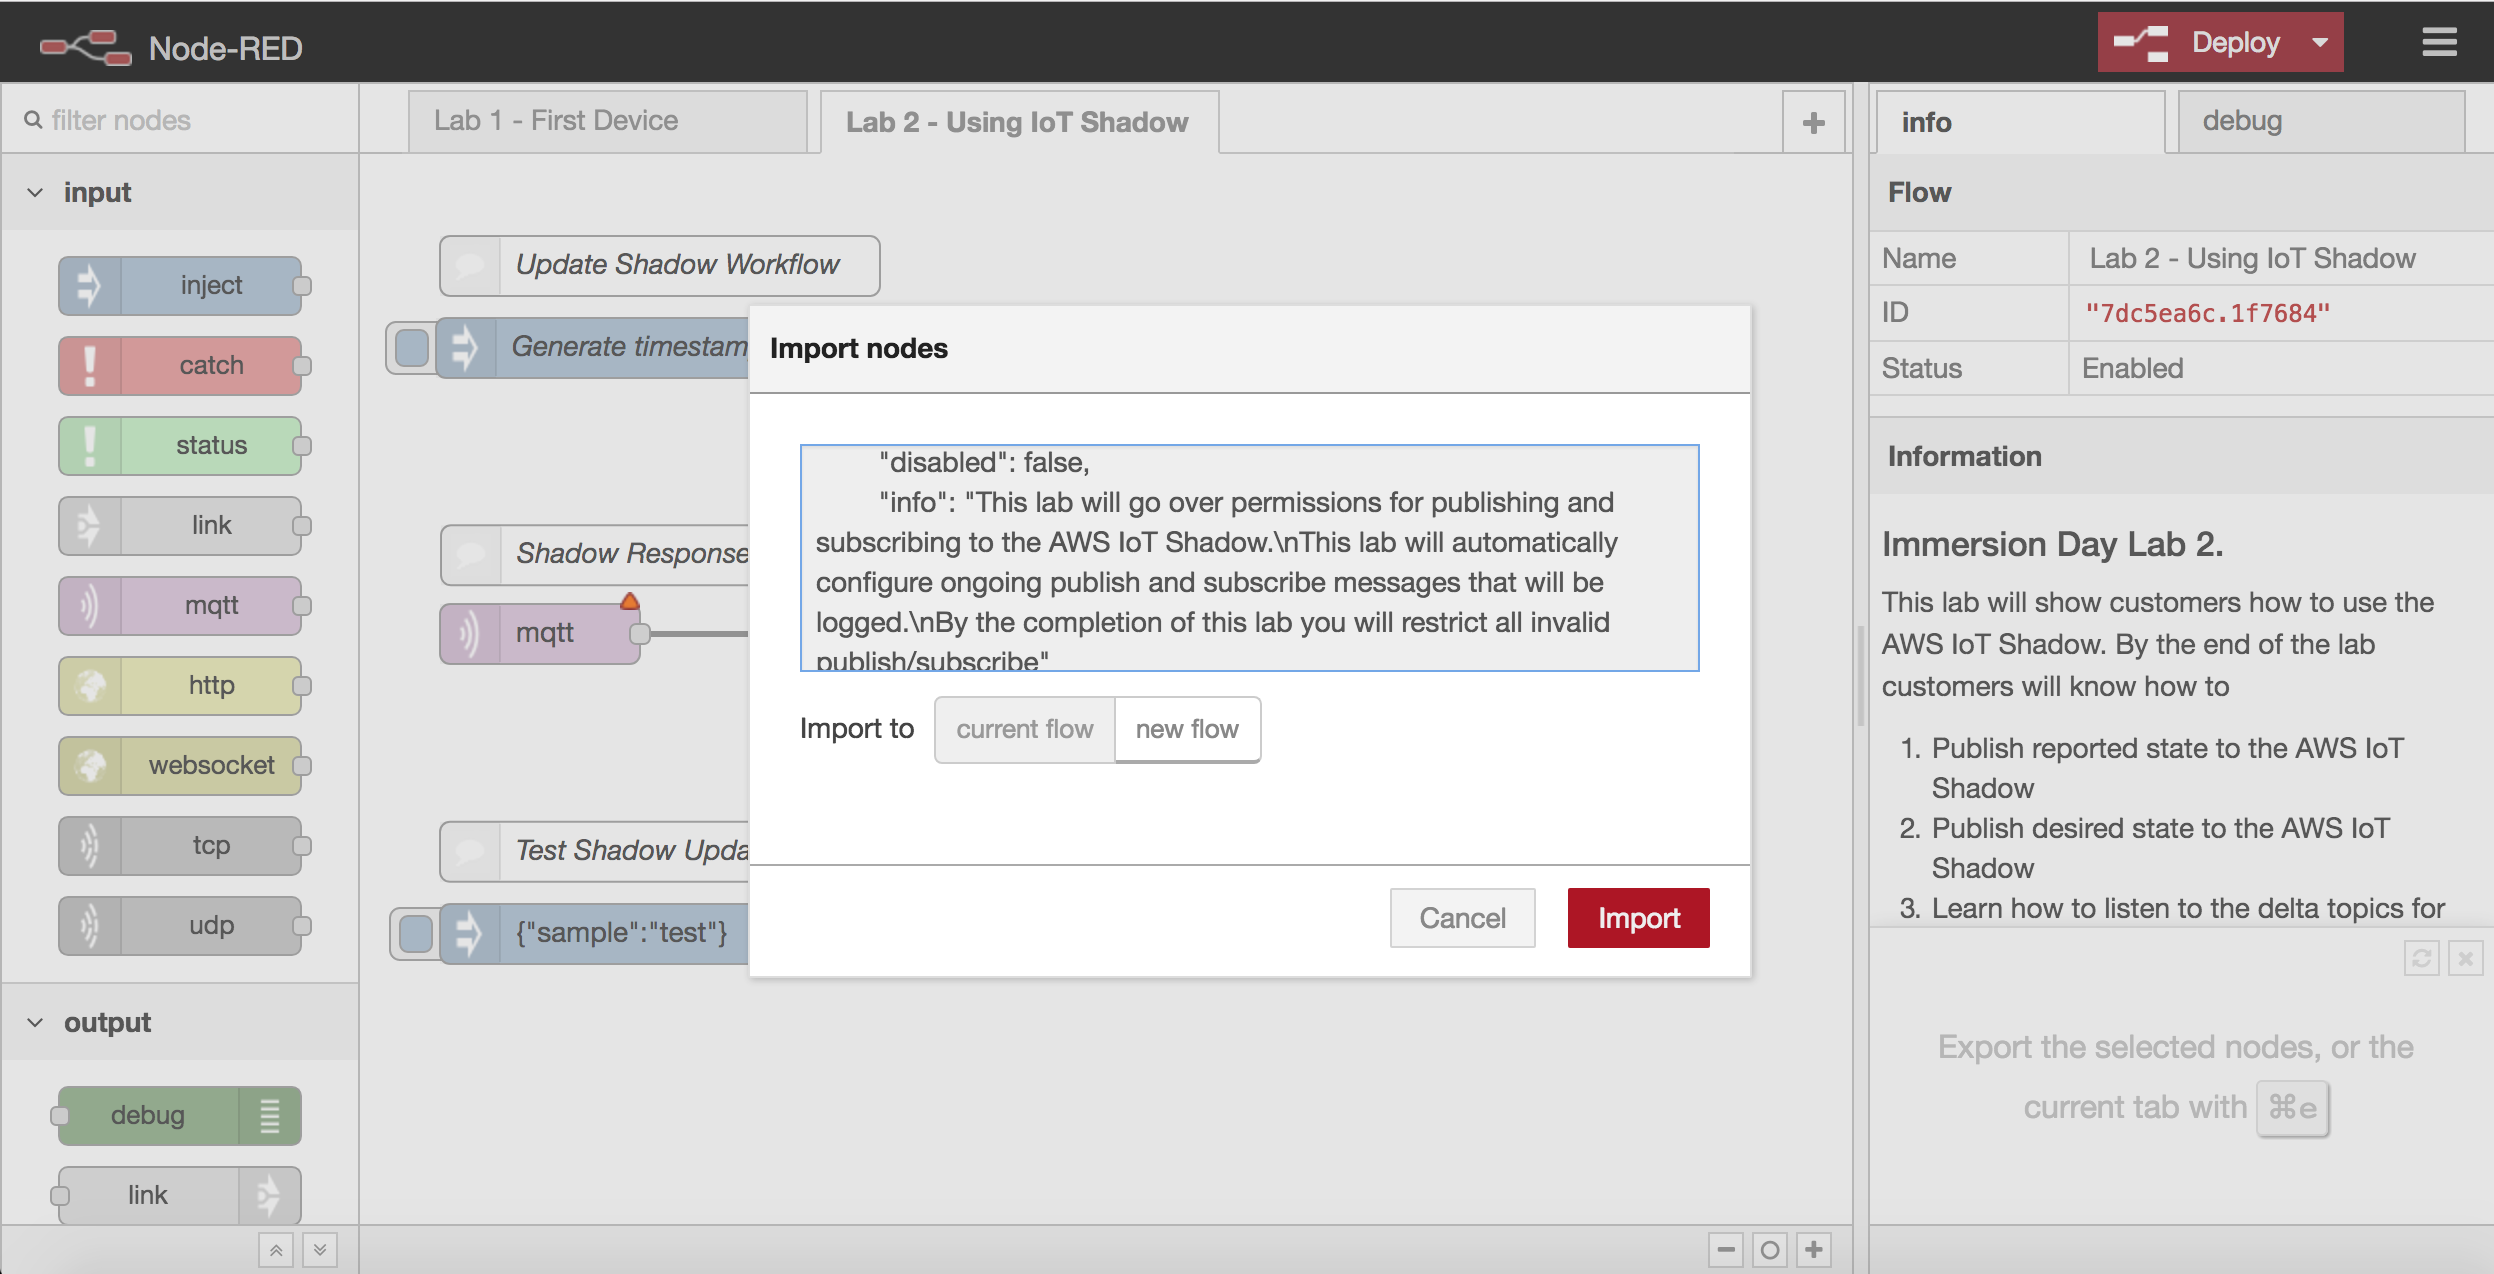 Node-RED
Deploy
filter nodes
Lab 1 - First Device
Lab 2 - Using IoT Shadow
info
debug
input
inject
catch
status
link
mqtt
http
websocket
tcp
udp
output
debug
link
Update Shadow Workflow
Generate timestam
Shadow Response
mqtt
Test Shadow Upda
{"sample":"test"}
Import nodes
"disabled": false,
"info": "This lab will go over permissions for publishing and
subscribing to the AWS IoT Shadow.\nThis lab will automatically
configure ongoing publish and subscribe messages that will be
logged.\nBy the completion of this lab you will restrict all invalid
publish/subscribe"
Import to
current flow
new flow
Cancel
Import
Flow
Name
Lab 2 - Using IoT Shadow
ID
"7dc5ea6c.1f7684"
Status
Enabled
Information
Immersion Day Lab 2.
This lab will show customers how to use the
AWS IoT Shadow. By the end of the lab
customers will know how to
1. Publish reported state to the AWS IoT
Shadow
2. Publish desired state to the AWS IoT
Shadow
3. Learn how to listen to the delta topics for
Export the selected nodes, or the
current tab with ⌘e